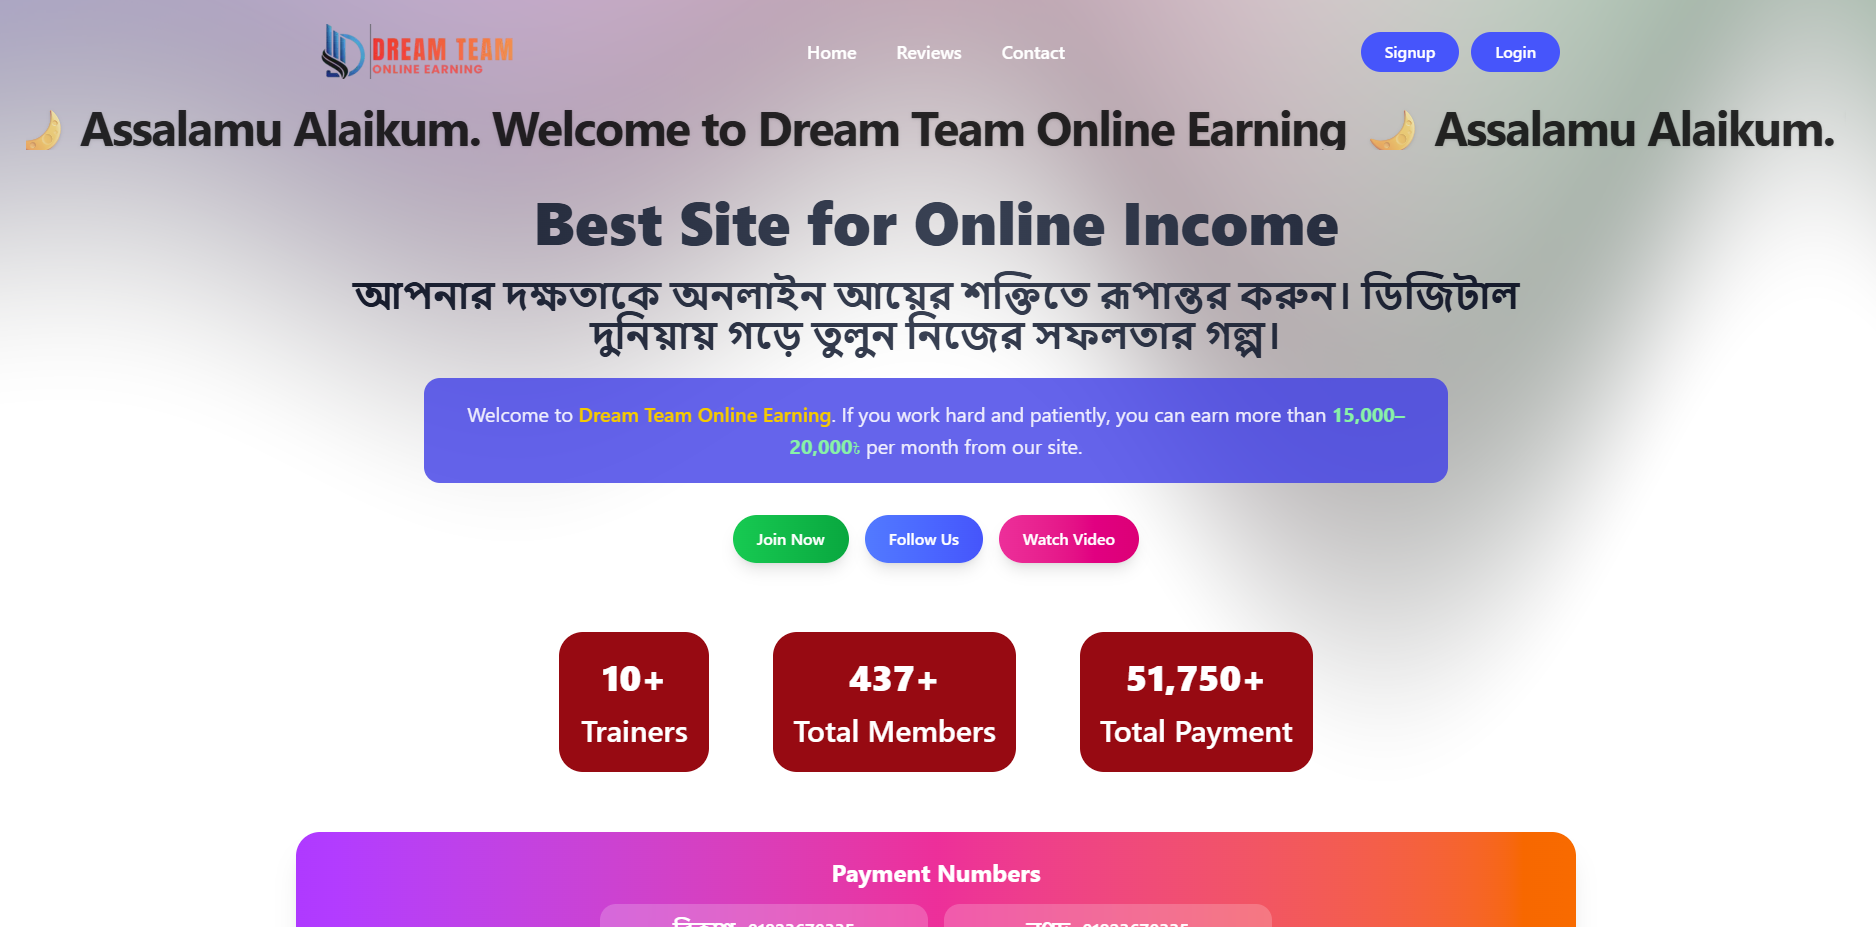 DREAM TEAM
ONLINE EARNING
Home Reviews Contact
Signup Login
Assalamu Alaikum. Welcome to Dream Team Online Earning 🌙 Assalamu Alaikum.
Best Site for Online Income
আপনার দক্ষতাকে অনলাইন আয়ের শক্তিতে রূপান্তর করুন। ডিজিটাল
দুনিয়ায় গড়ে তুলুন নিজের সফলতার গল্প।
Welcome to Dream Team Online Earning. If you work hard and patiently, you can earn more than 15,000–
20,000৳ per month from our site.
Join Now Follow Us Watch Video
10+ 437+ 51,750+
Trainers Total Members Total Payment
Payment Numbers